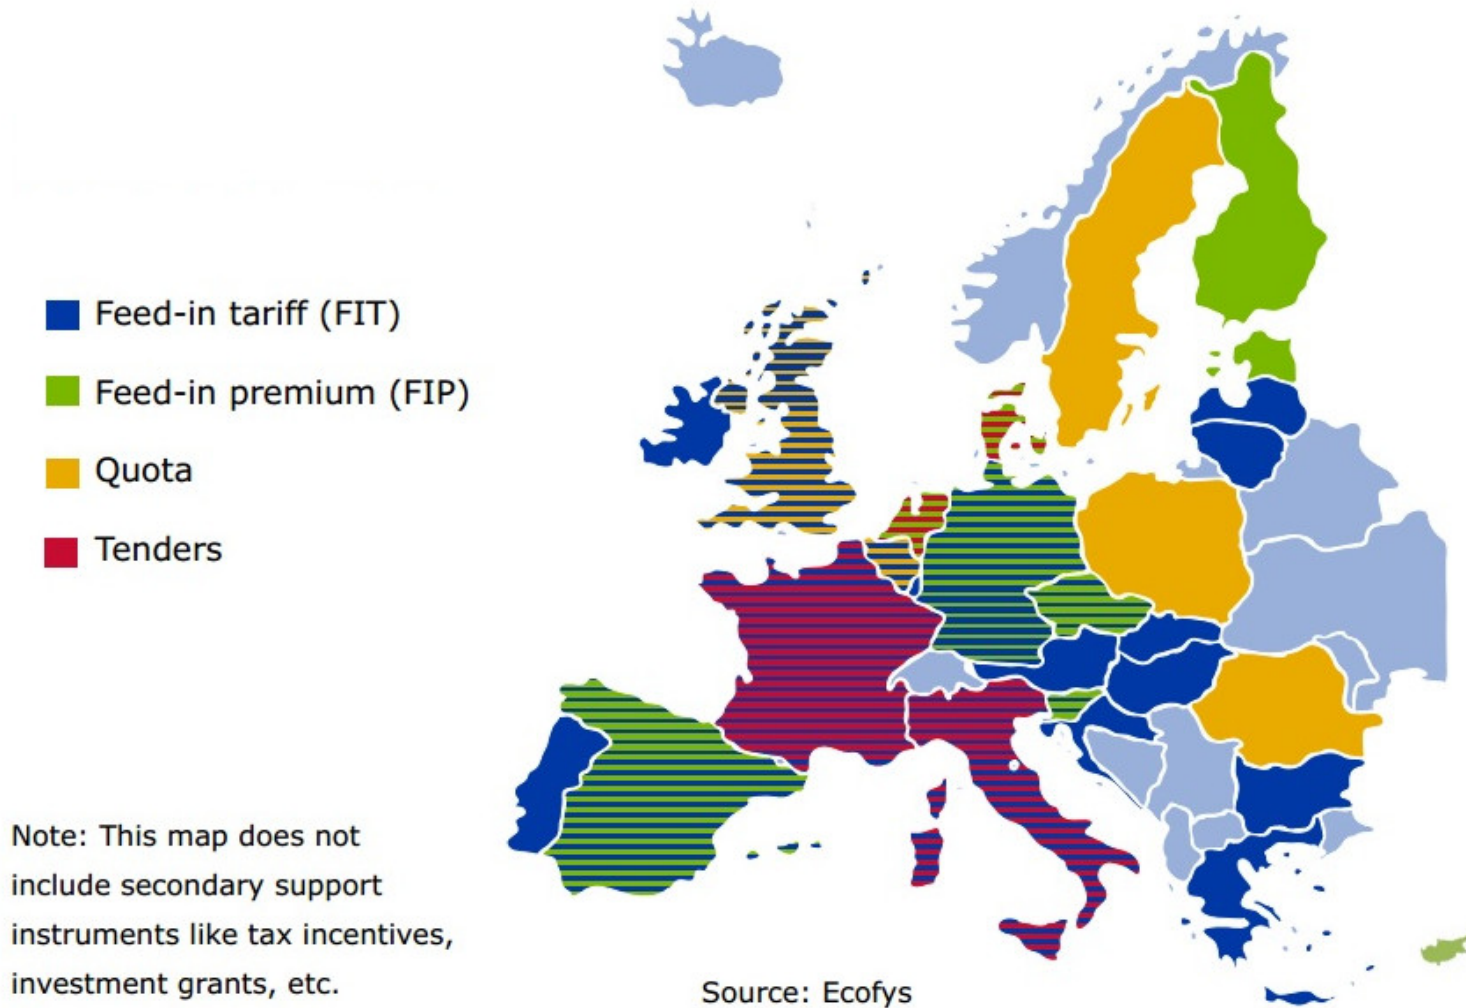 Feed-in tariff (FIT)
Feed-in premium (FIP)
Quota
Tenders
Note: This map does not
include secondary support
instruments like tax incentives,
investment grants, etc.
Source: Ecofys